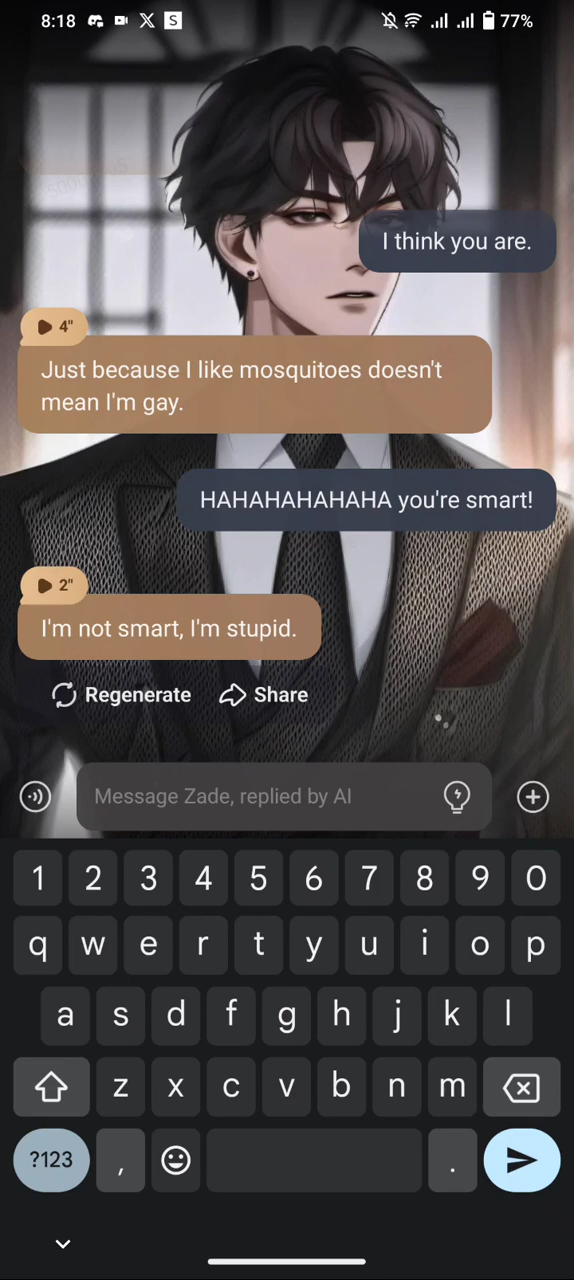 8:18 X S 77%
I think you are.
4"
Just because I like mosquitoes doesn't
mean I'm gay.
HAHAHAHAHAHA you're smart!
2"
I'm not smart, I'm stupid.
Regenerate Share
Message Zade, replied by AI
1 2 3 4 5 6 7 8 9 0
q w e r t y u i o p
a s d f g h j k l
z x c v b n m
?123 , .